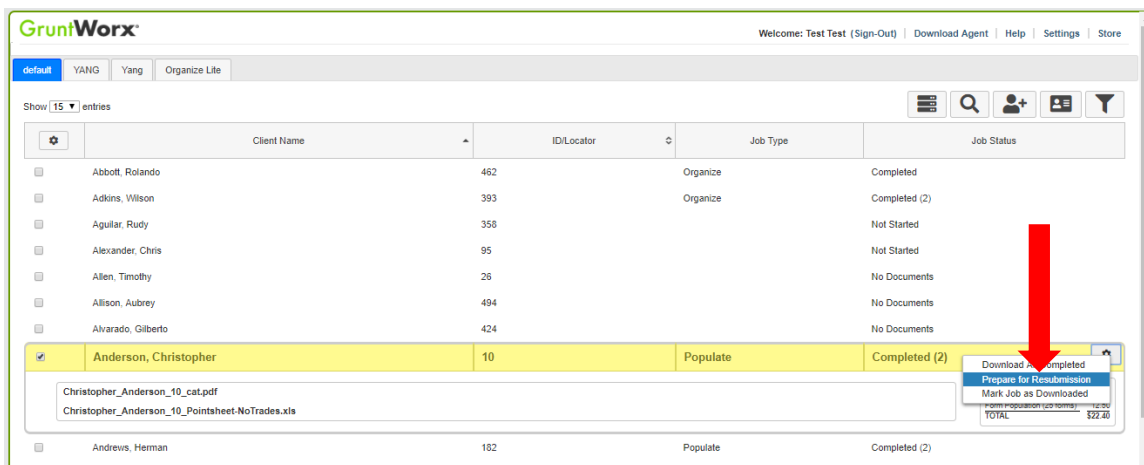 GruntWorx
Welcome: Test Test (Sign-Out) | Download Agent | Help | Settings | Store
default YANG Yang Organize Lite
Show 15 entries
Client Name ID/Locator Job Type Job Status
Abbott, Rolando 462 Organize Completed
Adkins, Wilson 393 Organize Completed (2)
Aguilar, Rudy 358 Not Started
Alexander, Chris 95 Not Started
Allen, Timothy 26 No Documents
Allison, Aubrey 494 No Documents
Alvarado, Gilberto 424 No Documents
Anderson, Christopher 10 Populate Completed (2)
Download All Completed
Prepare for Resubmission
Mark Job as Downloaded
Christopher_Anderson_10_cat.pdf
Christopher_Anderson_10_Pointsheet-NoTrades.xls
Form Population (25 forms) 12.50
TOTAL $22.40
Andrews, Herman 182 Populate Completed (2)